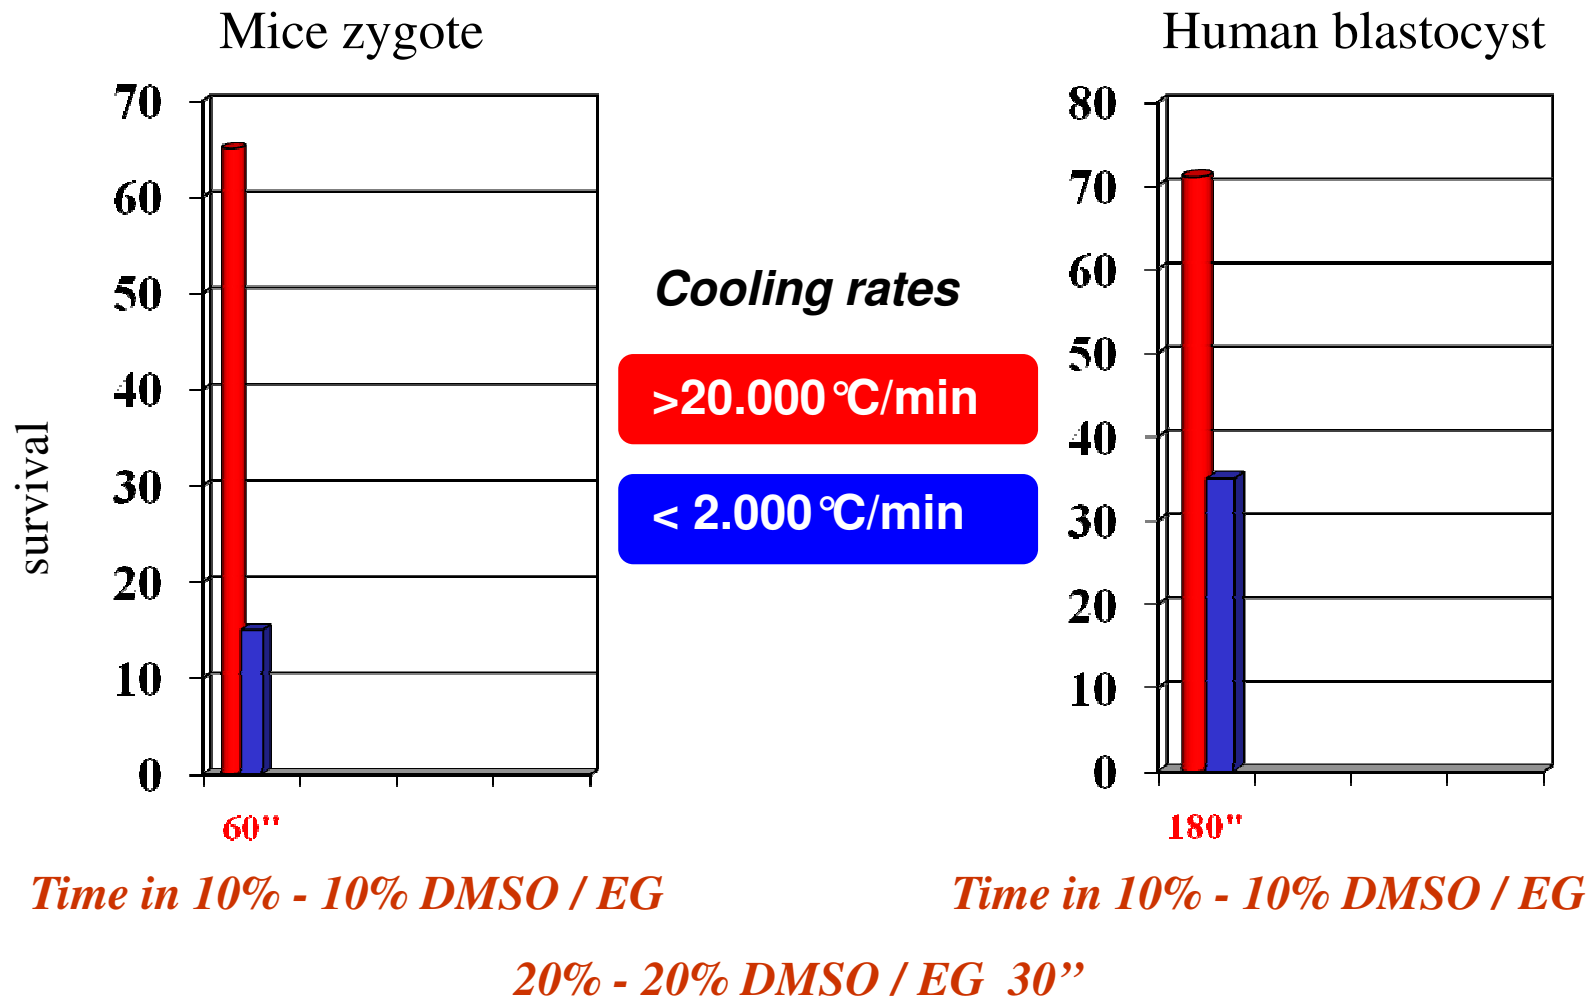 Mice zygote
Human blastocyst
survival
70
60
50
40
30
20
10
0
60"
Time in 10% - 10% DMSO / EG
Cooling rates
>20.000°C/min
< 2.000°C/min
80
70
60
50
40
30
20
10
0
180"
Time in 10% - 10% DMSO / EG
20% - 20% DMSO / EG 30”